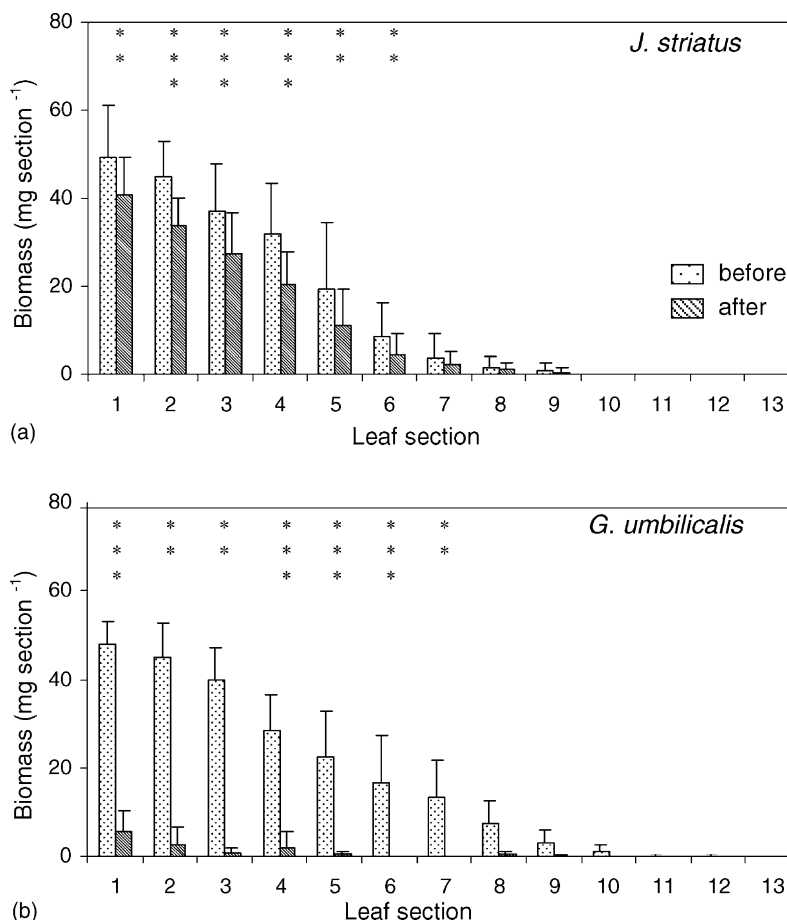 80
* * * * * *
* * * * * *
* * *
J. striatus
60
40
20
0
Biomass (mg section -1)
before
after
1 2 3 4 5 6 7 8 9 10 11 12 13
(a)
Leaf section
80
* * * * * * *
* * * * * * *
* * * *
G. umbilicalis
60
40
20
0
Biomass (mg section -1)
1 2 3 4 5 6 7 8 9 10 11 12 13
(b)
Leaf section